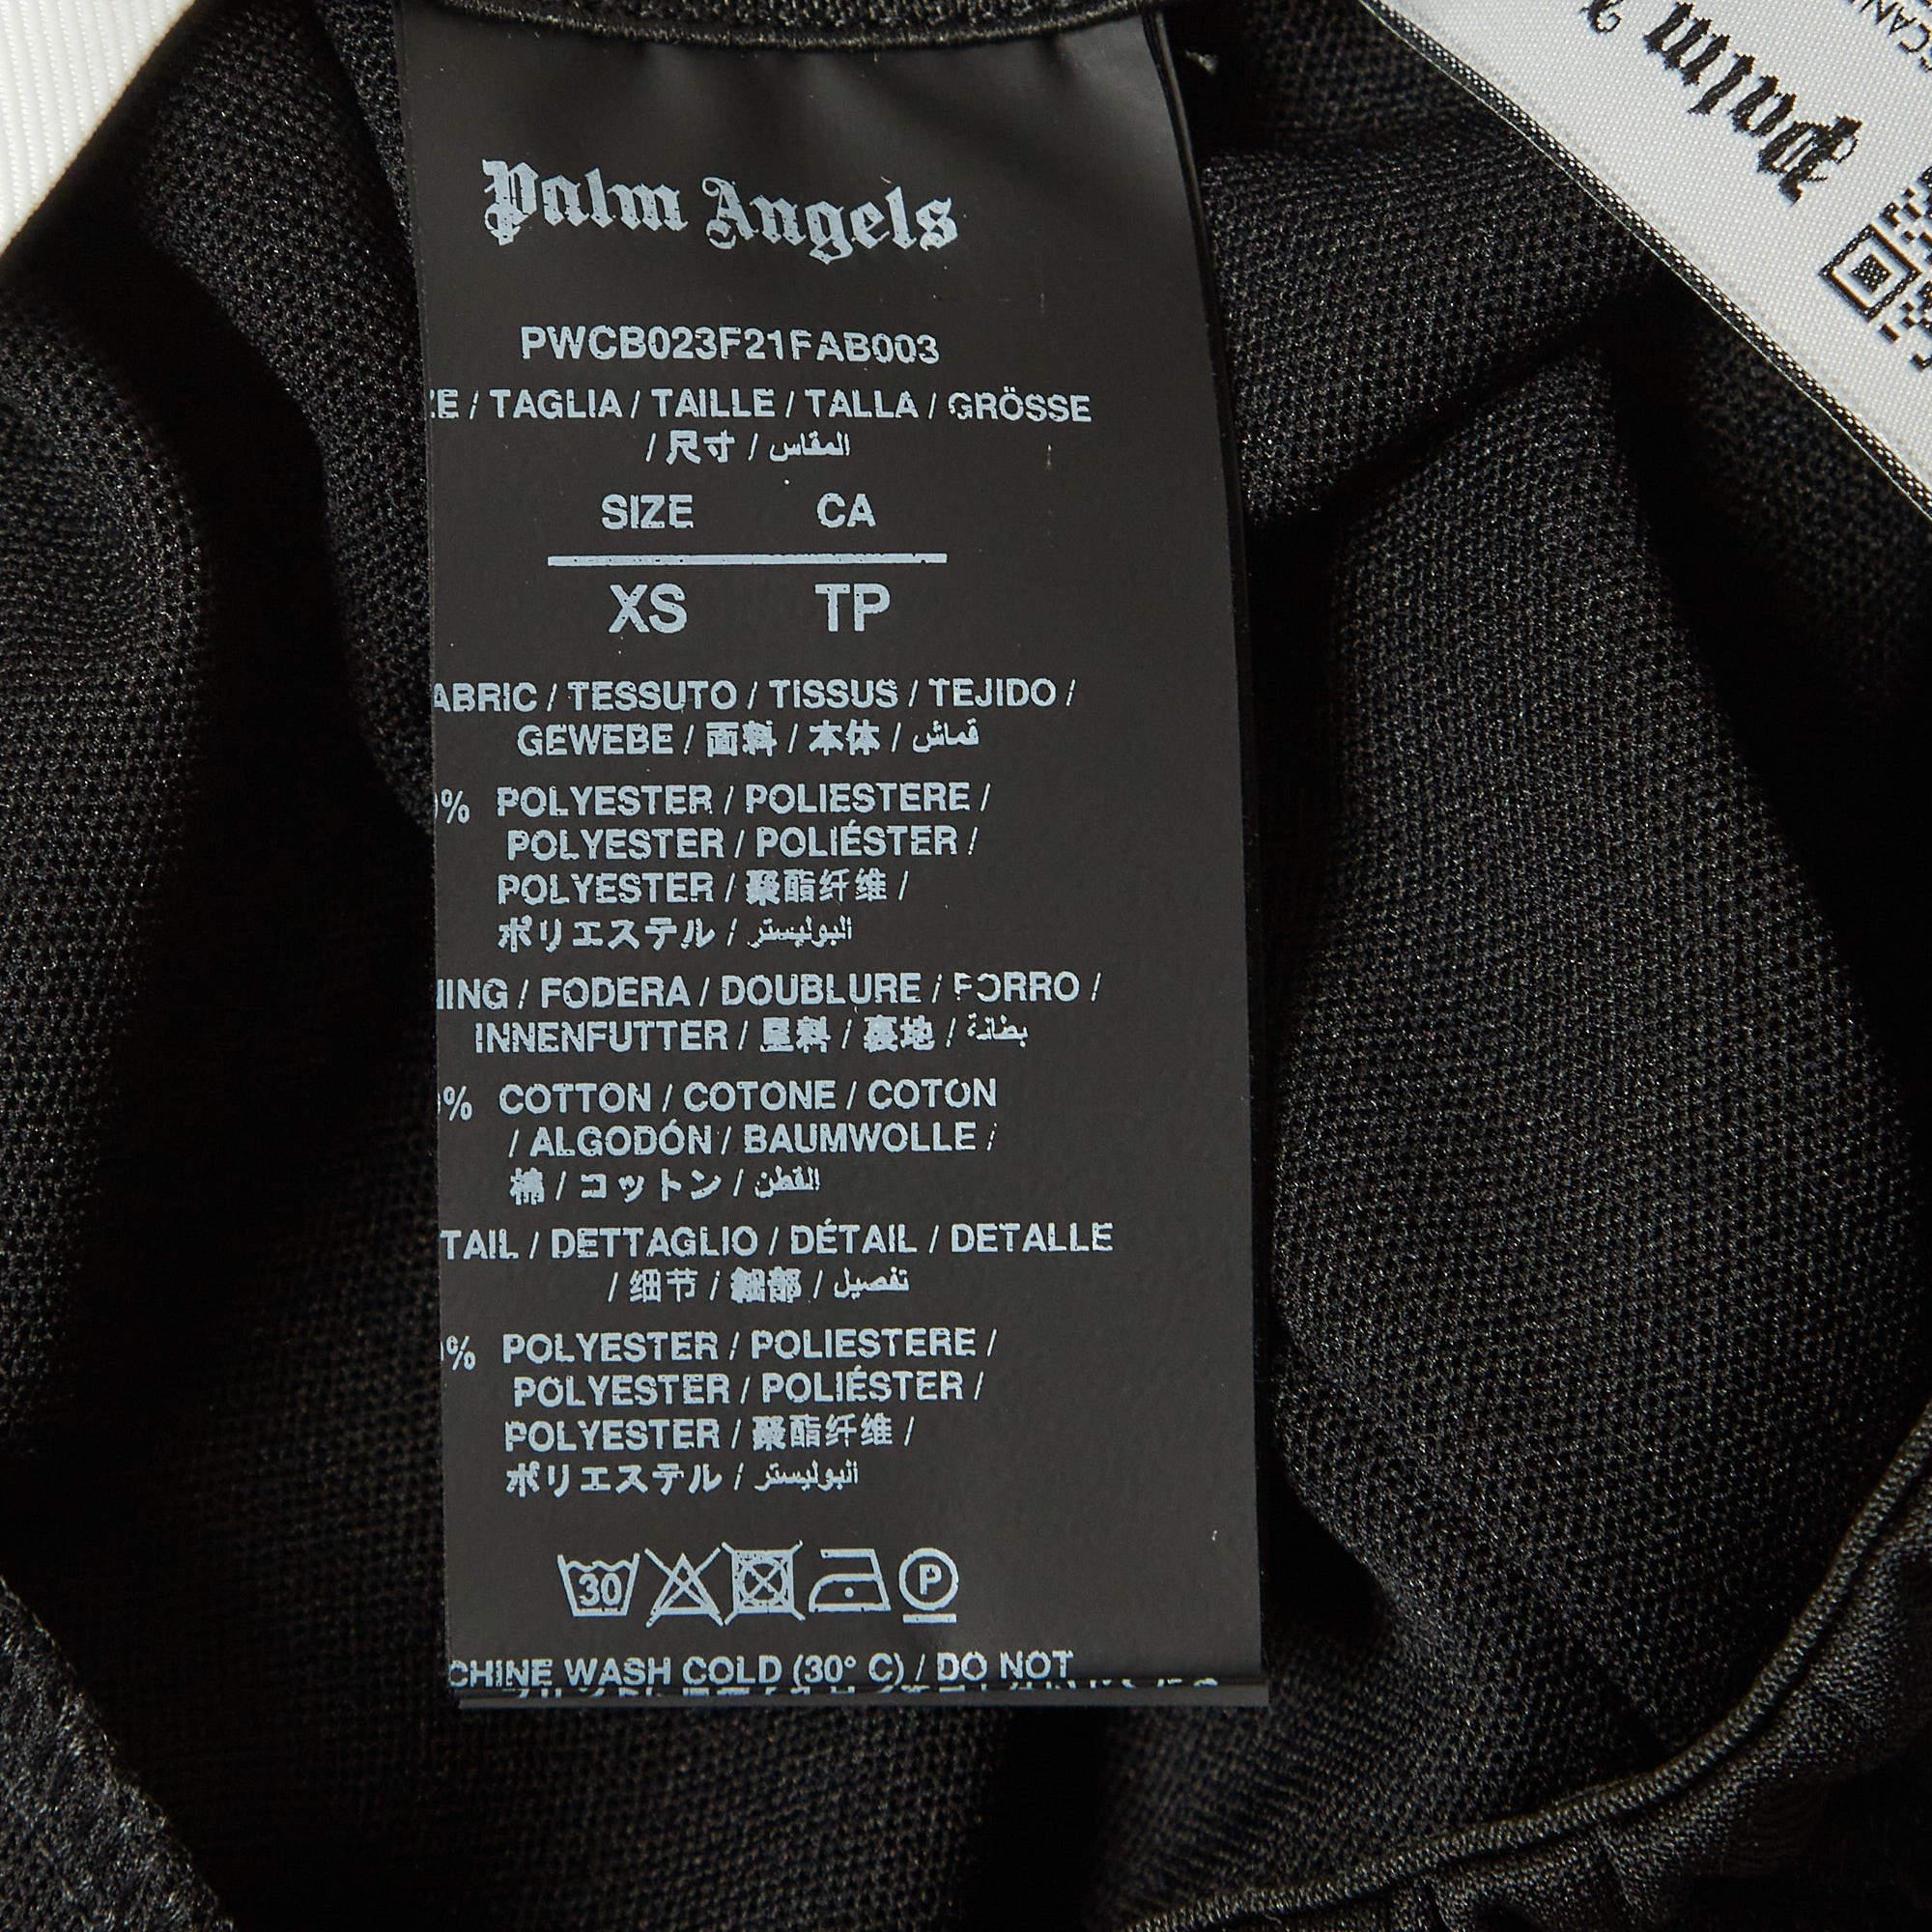 Palm Angels
PWCB023F21FAB003
/ TAGLIA / TAILLE / TALLA / GRÖSSE
/ 尺寸 / المقاس
SIZE CA
XS TP
/ TESSUTO / TISSUS / TEJIDO /
GEWEBE / 面料 / 本体 / قماش
% POLYESTER / POLIESTERE /
POLYESTER / POLIÉSTER /
POLYESTER / 聚酯纤维 /
ポリエステル / البوليستر
/ FODERA / DOUBLURE / FORRO /
INNENFUTTER / 里料 / 裏地 / بطانة
% COTTON / COTONE / COTON
/ ALGODÓN / BAUMWOLLE /
棉 / コットン / القطن
TAIL / DETTAGLIO / DÉTAIL / DETALLE
/ 细节 / 細部 / تفصيل
% POLYESTER / POLIESTERE /
POLYESTER / POLIÉSTER /
POLYESTER / 聚酯纤维 /
ポリエステル / البوليستر
30 P
CHINE WASH COLD (30° C) / DO NOT
Palm